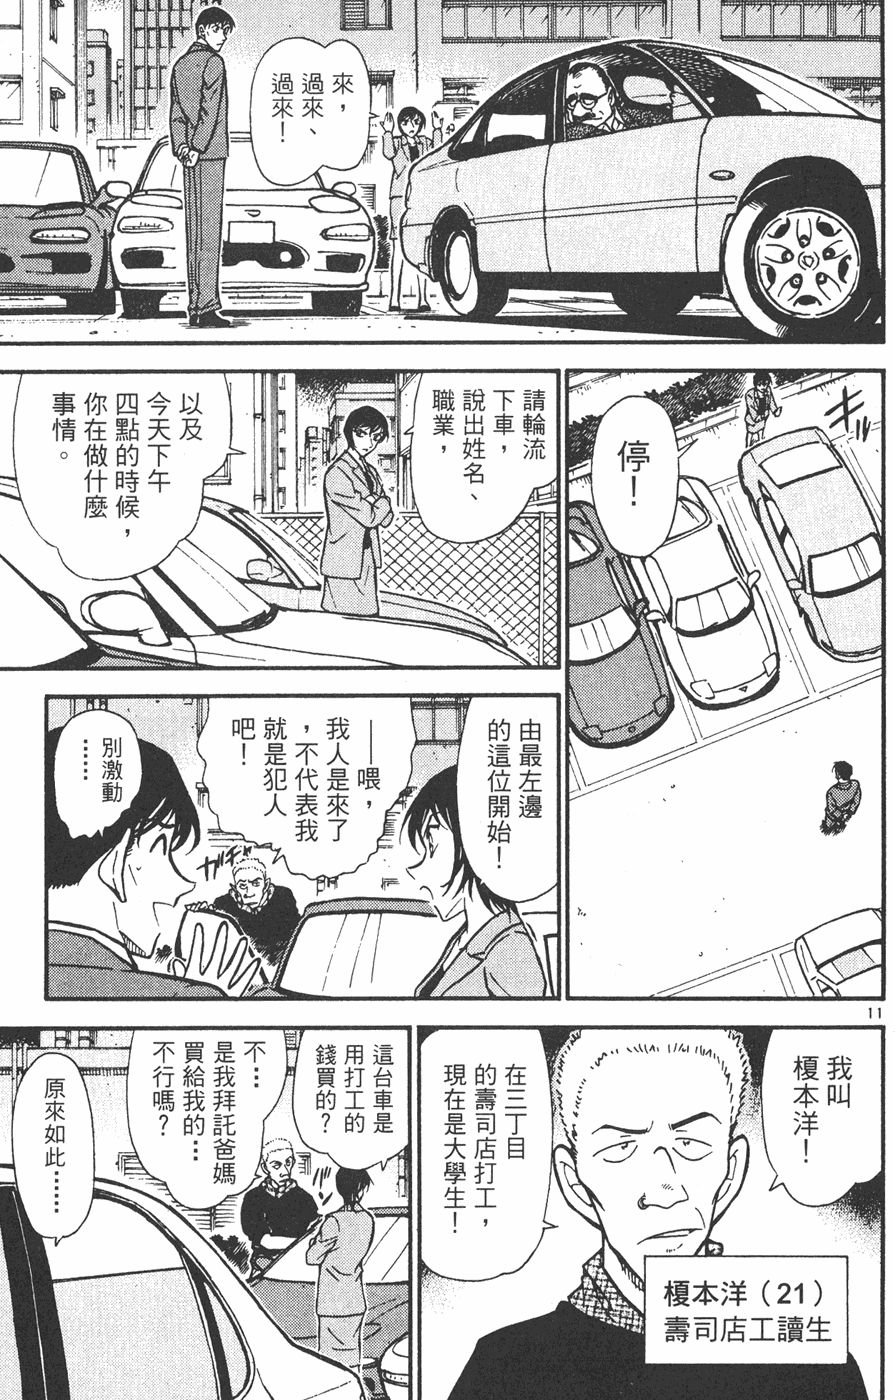 來，
過來、
過來！
停！
ギッ
請輪流
下車，
說出姓名、
職業，
以及
今天下午
四點的時候，
你在做什麼
事情。
由最左邊
的這位開始！
──喂，
我人是來了
，不代表我
就是犯人
吧！
ガチャ
別激動
……
11
我叫
榎本洋！
在三丁目
的壽司店打工，
現在是大學生！
榎本洋（21）
壽司店工讀生
這台車是
用打工的
錢買的？
不…
是我拜託爸媽
買給我的…
不行嗎？
原來如此……